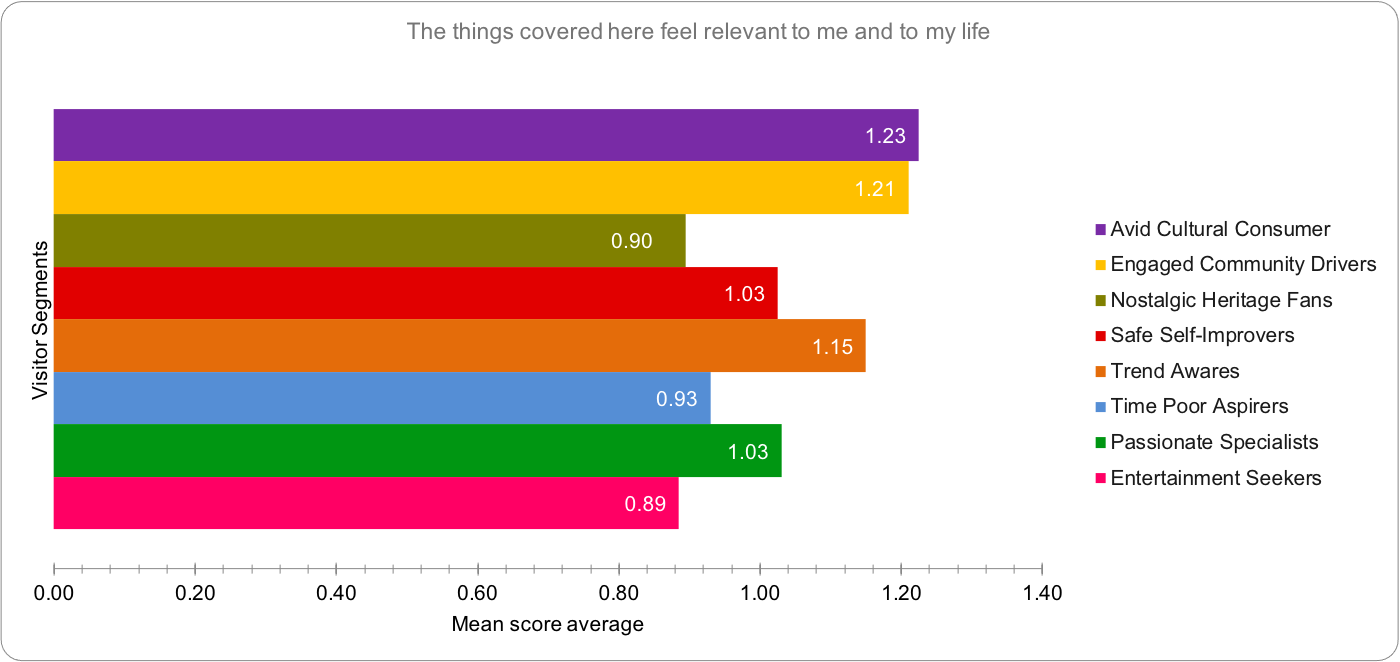 The things covered here feel relevant to me and to my life
1.23
1.21
0.90
1.03
1.15
0.93
1.03
0.89
Visitor Segments
0.00 0.20 0.40 0.60 0.80 1.00 1.20 1.40
Mean score average
Avid Cultural Consumer
Engaged Community Drivers
Nostalgic Heritage Fans
Safe Self-Improvers
Trend Awares
Time Poor Aspirers
Passionate Specialists
Entertainment Seekers